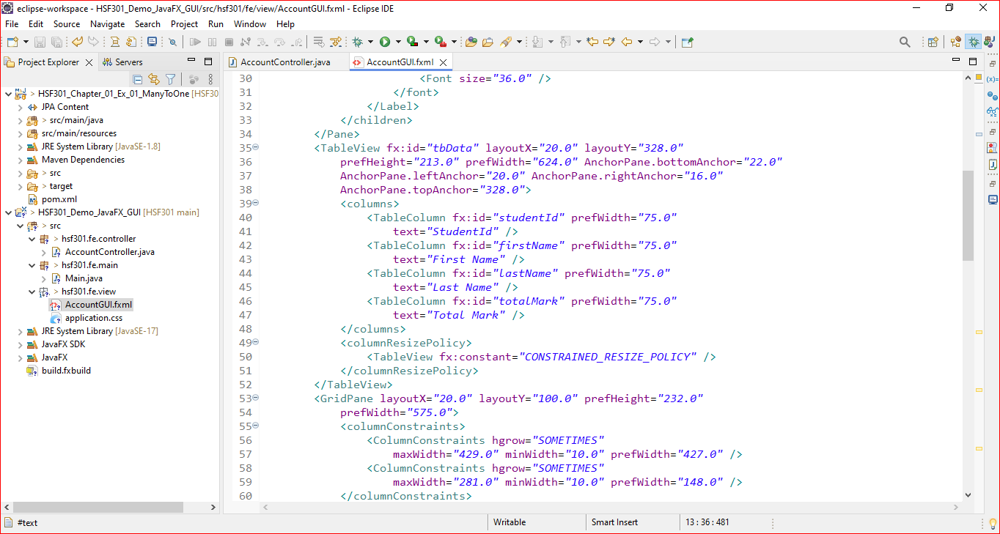 eclipse-workspace - HSF301_Demo_JavaFX_GUI/src/hsf301/fe/view/AccountGUI.fxml - Eclipse IDE
File Edit Source Navigate Search Project Run Window Help
Project Explorer Servers
> HSF301_Chapter_01_Ex_01_ManyToOne [HSF30
JPA Content
> src/main/java
src/main/resources
JRE System Library [JavaSE-1.8]
Maven Dependencies
> src
> target
pom.xml
> HSF301_Demo_JavaFX_GUI [HSF301 main]
> src
> hsf301.fe.controller
AccountController.java
> hsf301.fe.main
Main.java
> hsf301.fe.view
AccountGUI.fxml
application.css
JRE System Library [JavaSE-17]
JavaFX SDK
JavaFX
build.fxbuild
AccountController.java AccountGUI.fxml
30 <Font size="36.0" />
31 </font>
32 </Label>
33 </children>
34 </Pane>
35 <TableView fx:id="tbData" layoutX="20.0" layoutY="328.0"
36 prefHeight="213.0" prefWidth="624.0" AnchorPane.bottomAnchor="22.0"
37 AnchorPane.leftAnchor="20.0" AnchorPane.rightAnchor="16.0"
38 AnchorPane.topAnchor="328.0">
39 <columns>
40 <TableColumn fx:id="studentId" prefWidth="75.0"
41 text="StudentId" />
42 <TableColumn fx:id="firstName" prefWidth="75.0"
43 text="First Name" />
44 <TableColumn fx:id="lastName" prefWidth="75.0"
45 text="Last Name" />
46 <TableColumn fx:id="totalMark" prefWidth="75.0"
47 text="Total Mark" />
48 </columns>
49 <columnResizePolicy>
50 <TableView fx:constant="CONSTRAINED_RESIZE_POLICY" />
51 </columnResizePolicy>
52 </TableView>
53 <GridPane layoutX="20.0" layoutY="100.0" prefHeight="232.0"
54 prefWidth="575.0">
55 <columnConstraints>
56 <ColumnConstraints hgrow="SOMETIMES"
57 maxWidth="429.0" minWidth="10.0" prefWidth="427.0" />
58 <ColumnConstraints hgrow="SOMETIMES"
59 maxWidth="281.0" minWidth="10.0" prefWidth="148.0" />
60 </columnConstraints>
#text Writable Smart Insert 13 : 36 : 481